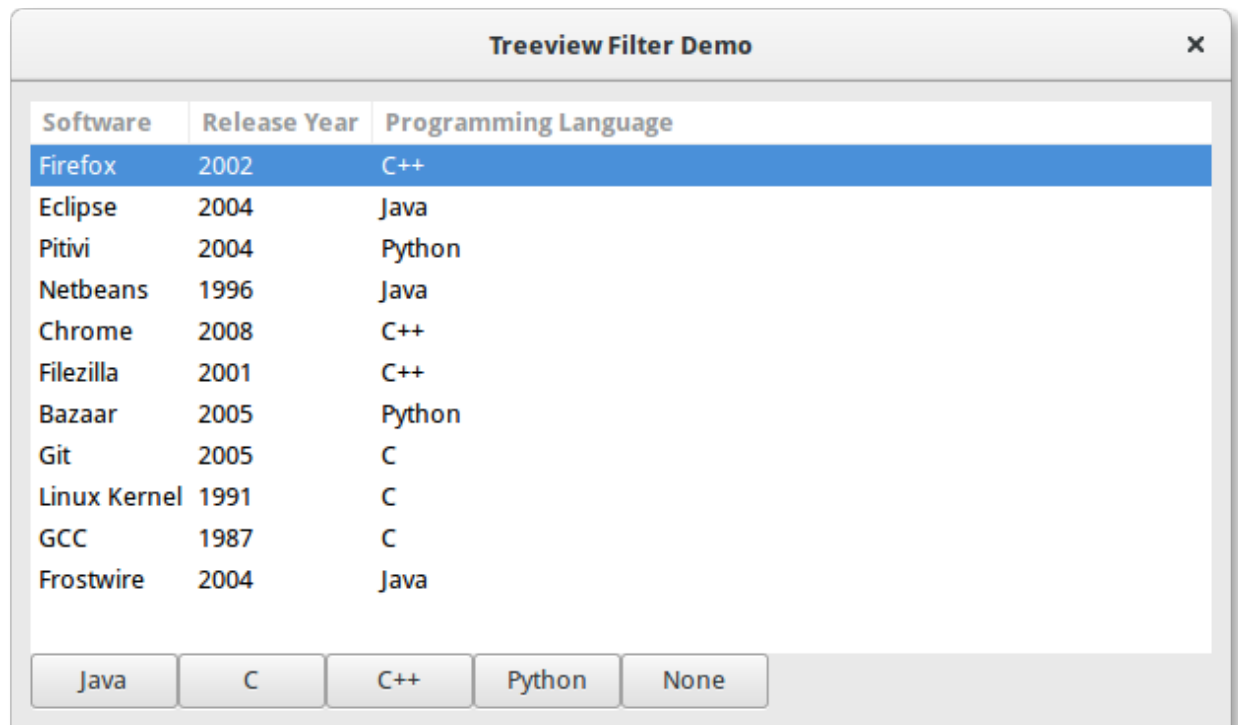 Treeview Filter Demo ×
Software Release Year Programming Language
Firefox 2002 C++
Eclipse 2004 Java
Pitivi 2004 Python
Netbeans 1996 Java
Chrome 2008 C++
Filezilla 2001 C++
Bazaar 2005 Python
Git 2005 C
Linux Kernel 1991 C
GCC 1987 C
Frostwire 2004 Java
Java C C++ Python None